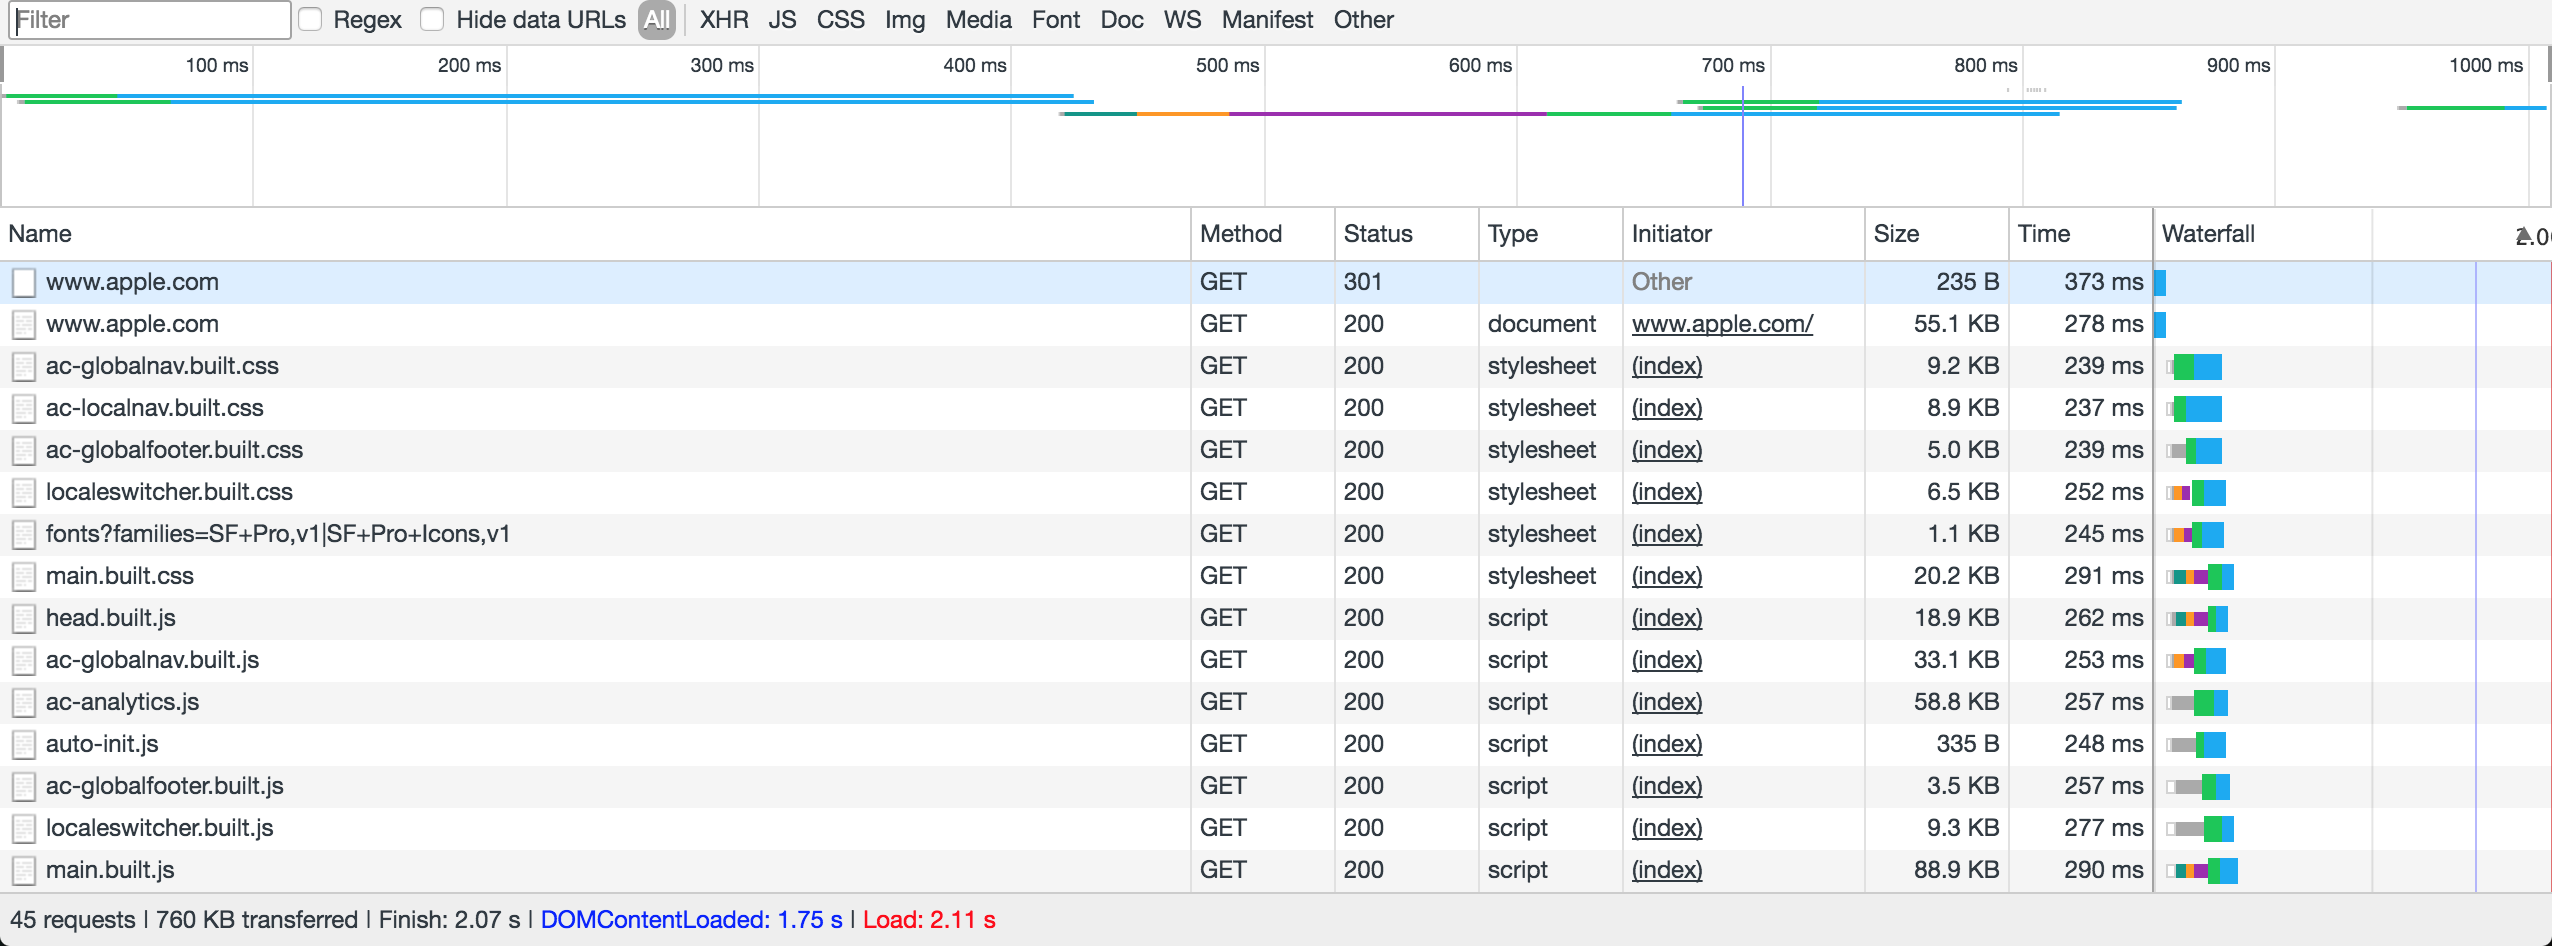 Filter Regex Hide data URLs All XHR JS CSS Img Media Font Doc WS Manifest Other
100 ms 200 ms 300 ms 400 ms 500 ms 600 ms 700 ms 800 ms 900 ms 1000 ms
Name Method Status Type Initiator Size Time Waterfall
www.apple.com GET 301 Other 235 B 373 ms
www.apple.com GET 200 document www.apple.com/ 55.1 KB 278 ms
ac-globalnav.built.css GET 200 stylesheet (index) 9.2 KB 239 ms
ac-localnav.built.css GET 200 stylesheet (index) 8.9 KB 237 ms
ac-globalfooter.built.css GET 200 stylesheet (index) 5.0 KB 239 ms
localeswitcher.built.css GET 200 stylesheet (index) 6.5 KB 252 ms
fonts?families=SF+Pro,v1|SF+Pro+Icons,v1 GET 200 stylesheet (index) 1.1 KB 245 ms
main.built.css GET 200 stylesheet (index) 20.2 KB 291 ms
head.built.js GET 200 script (index) 18.9 KB 262 ms
ac-globalnav.built.js GET 200 script (index) 33.1 KB 253 ms
ac-analytics.js GET 200 script (index) 58.8 KB 257 ms
auto-init.js GET 200 script (index) 335 B 248 ms
ac-globalfooter.built.js GET 200 script (index) 3.5 KB 257 ms
localeswitcher.built.js GET 200 script (index) 9.3 KB 277 ms
main.built.js GET 200 script (index) 88.9 KB 290 ms
45 requests | 760 KB transferred | Finish: 2.07 s | DOMContentLoaded: 1.75 s | Load: 2.11 s